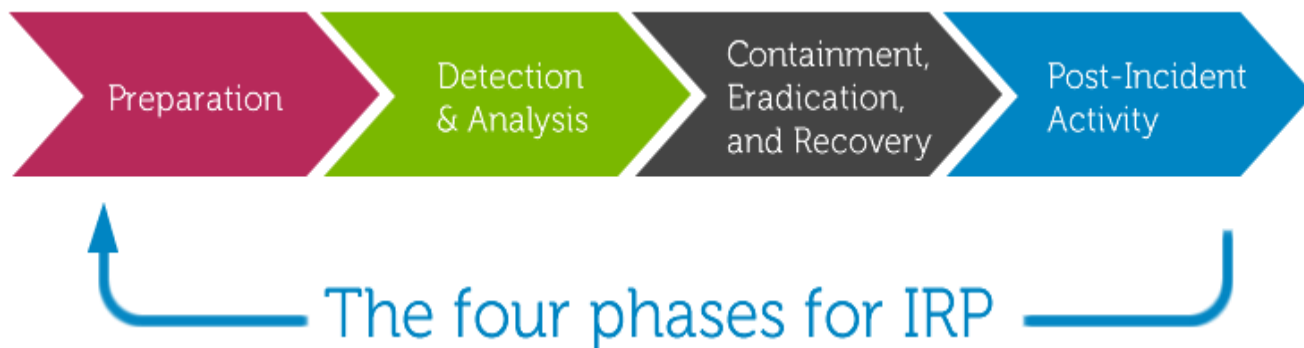 Preparation
Detection
& Analysis
Containment,
Eradication,
and Recovery
Post-Incident
Activity
The four phases for IRP